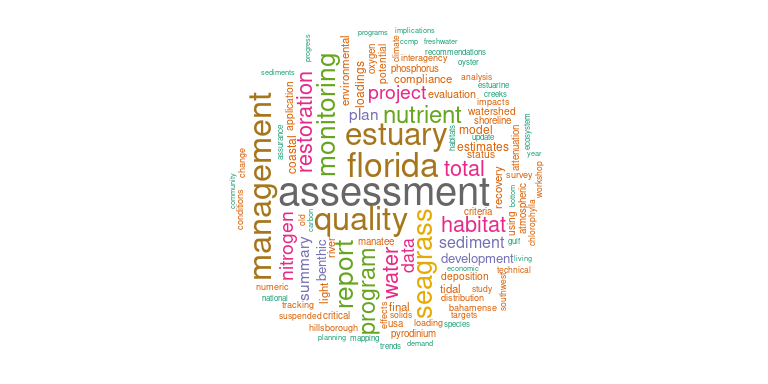 programs
implications
ccmp
freshwater
progress
recommendations
environmental
oxygen
potential
climate
interagency
oyster
sediments
monitoring
loadings
phosphorus
compliance
analysis
restoration
application
project
evaluation
estuarine
creeks
management
plan
nutrient
impacts
watershed
shoreline
assurance
coastal
estuary
habitats
model
update
attenuation
ecosystem
estimates
status
change
florida
total
year
community
conditions
assessment
recovery
survey
workshop
bottom
atmospheric
chlorophylla
old
carbon
quality
seagrass
criteria
habitat
using
nitrogen
summary
benthic
river
report
manatee
program
water
data
sediment
gulf
development
living
economic
technical
numeric
national
light
deposition
tidal
study
southwest
tracking
distribution
suspended
critical
effects
final
solids
bahamense
targets
hillsborough
usa
loading
species
pyrodinium
planning
mapping
trends
demand